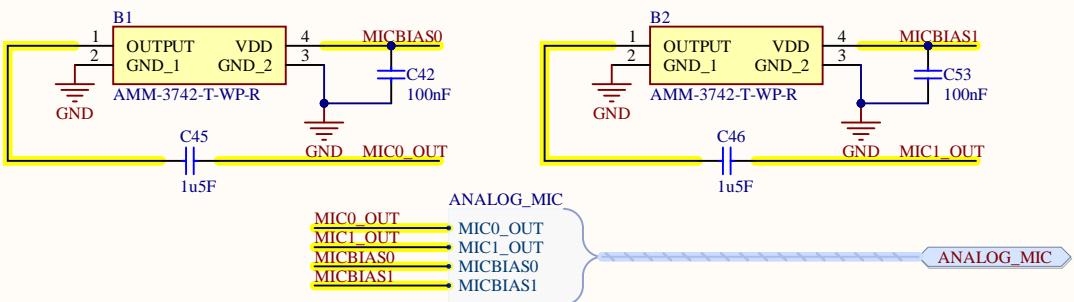 B1
1 OUTPUT VDD 4 MICBIAS0
2 GND_1 GND_2 3
AMM-3742-T-WP-R
C42
100nF
GND
GND
C45
1u5F
MIC0_OUT
B2
1 OUTPUT VDD 4 MICBIAS1
2 GND_1 GND_2 3
AMM-3742-T-WP-R
C53
100nF
GND
GND
C46
1u5F
MIC1_OUT
ANALOG_MIC
MIC0_OUT MIC0_OUT
MIC1_OUT MIC1_OUT
MICBIAS0 MICBIAS0
MICBIAS1 MICBIAS1
ANALOG_MIC